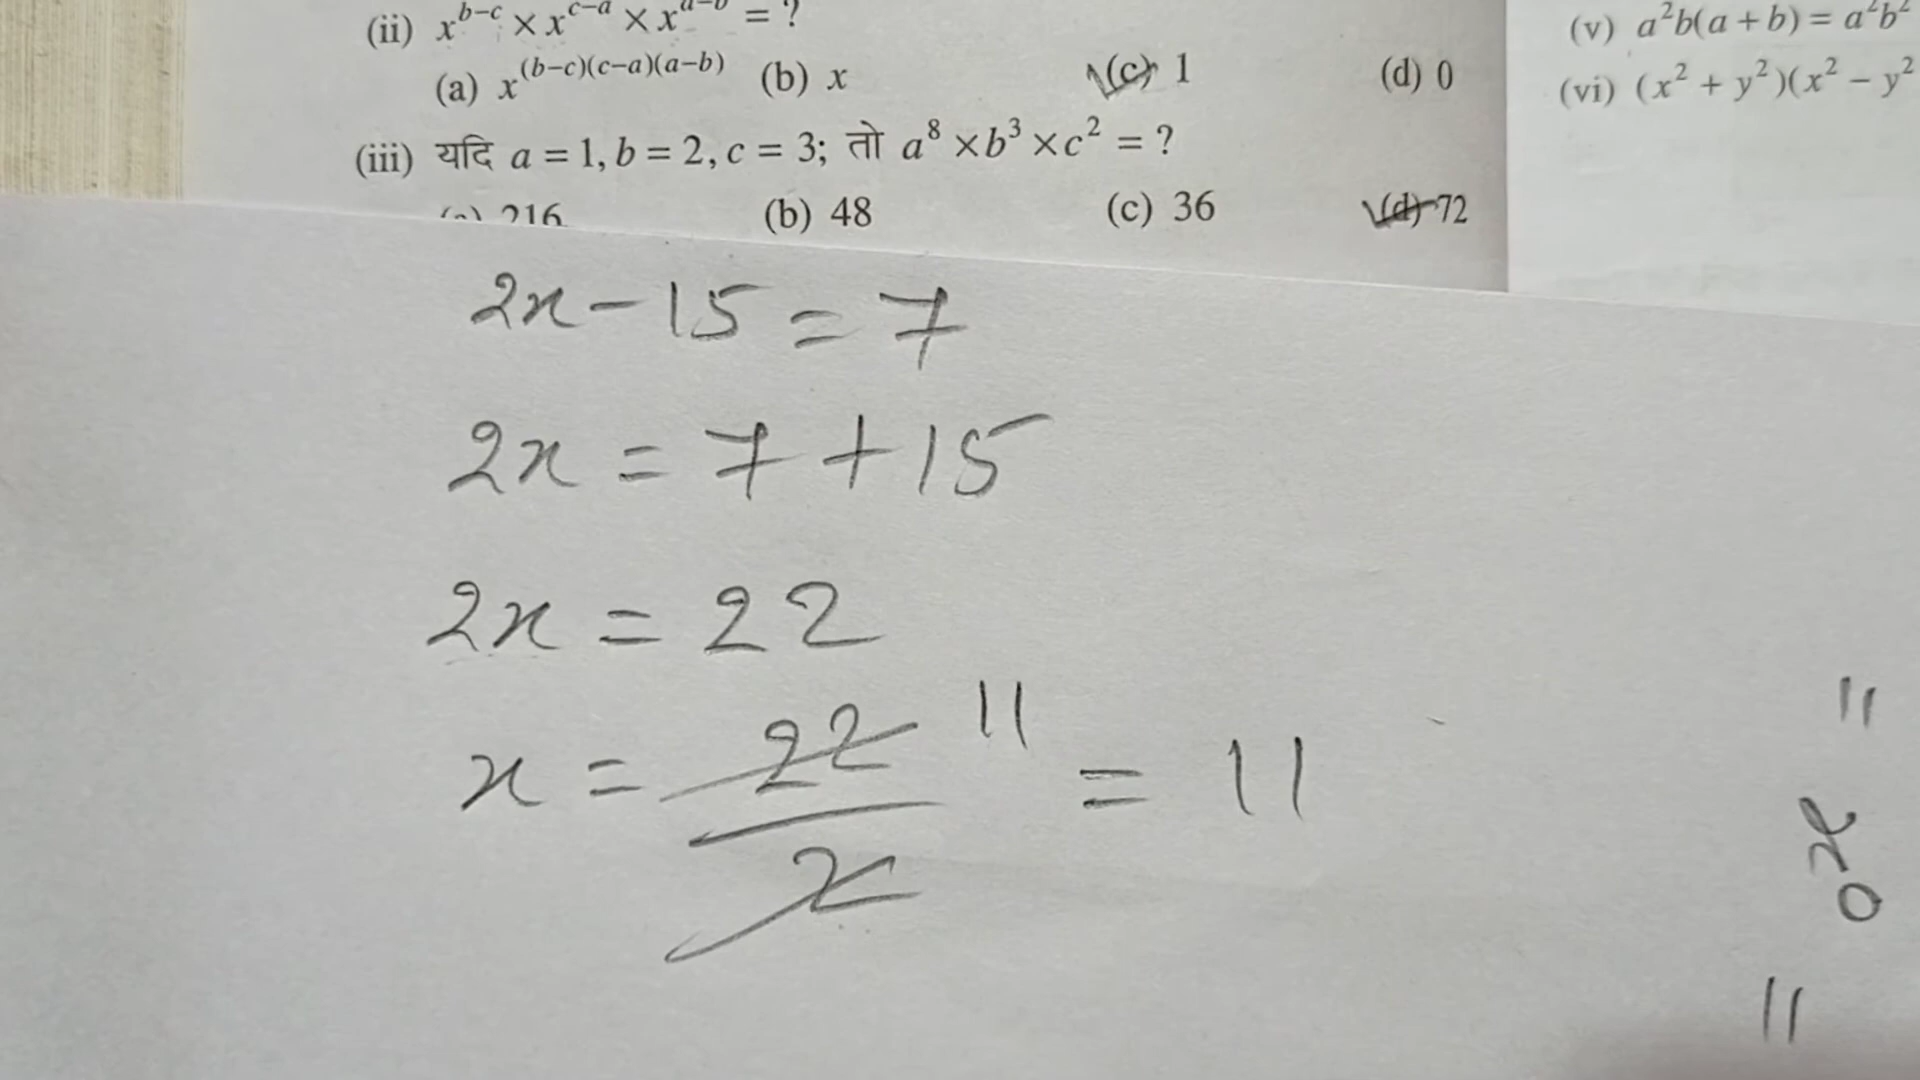 (ii) x^{b-c} × x^{c-a} × x^{a-b} = ?
(a) x^{(b-c)(c-a)(a-b)} (b) x (c) 1 (d) 0
(iii) यदि a = 1, b = 2, c = 3; तो a^8 × b^3 × c^2 = ?
(a) 216 (b) 48 (c) 36 (d) 72
(v) a^2b(a + b) = a^2b^2
(vi) (x^2 + y^2)(x^2 - y^2
2x - 15 = 7
2x = 7 + 15
2x = 22
x = 22/2 11 = 11